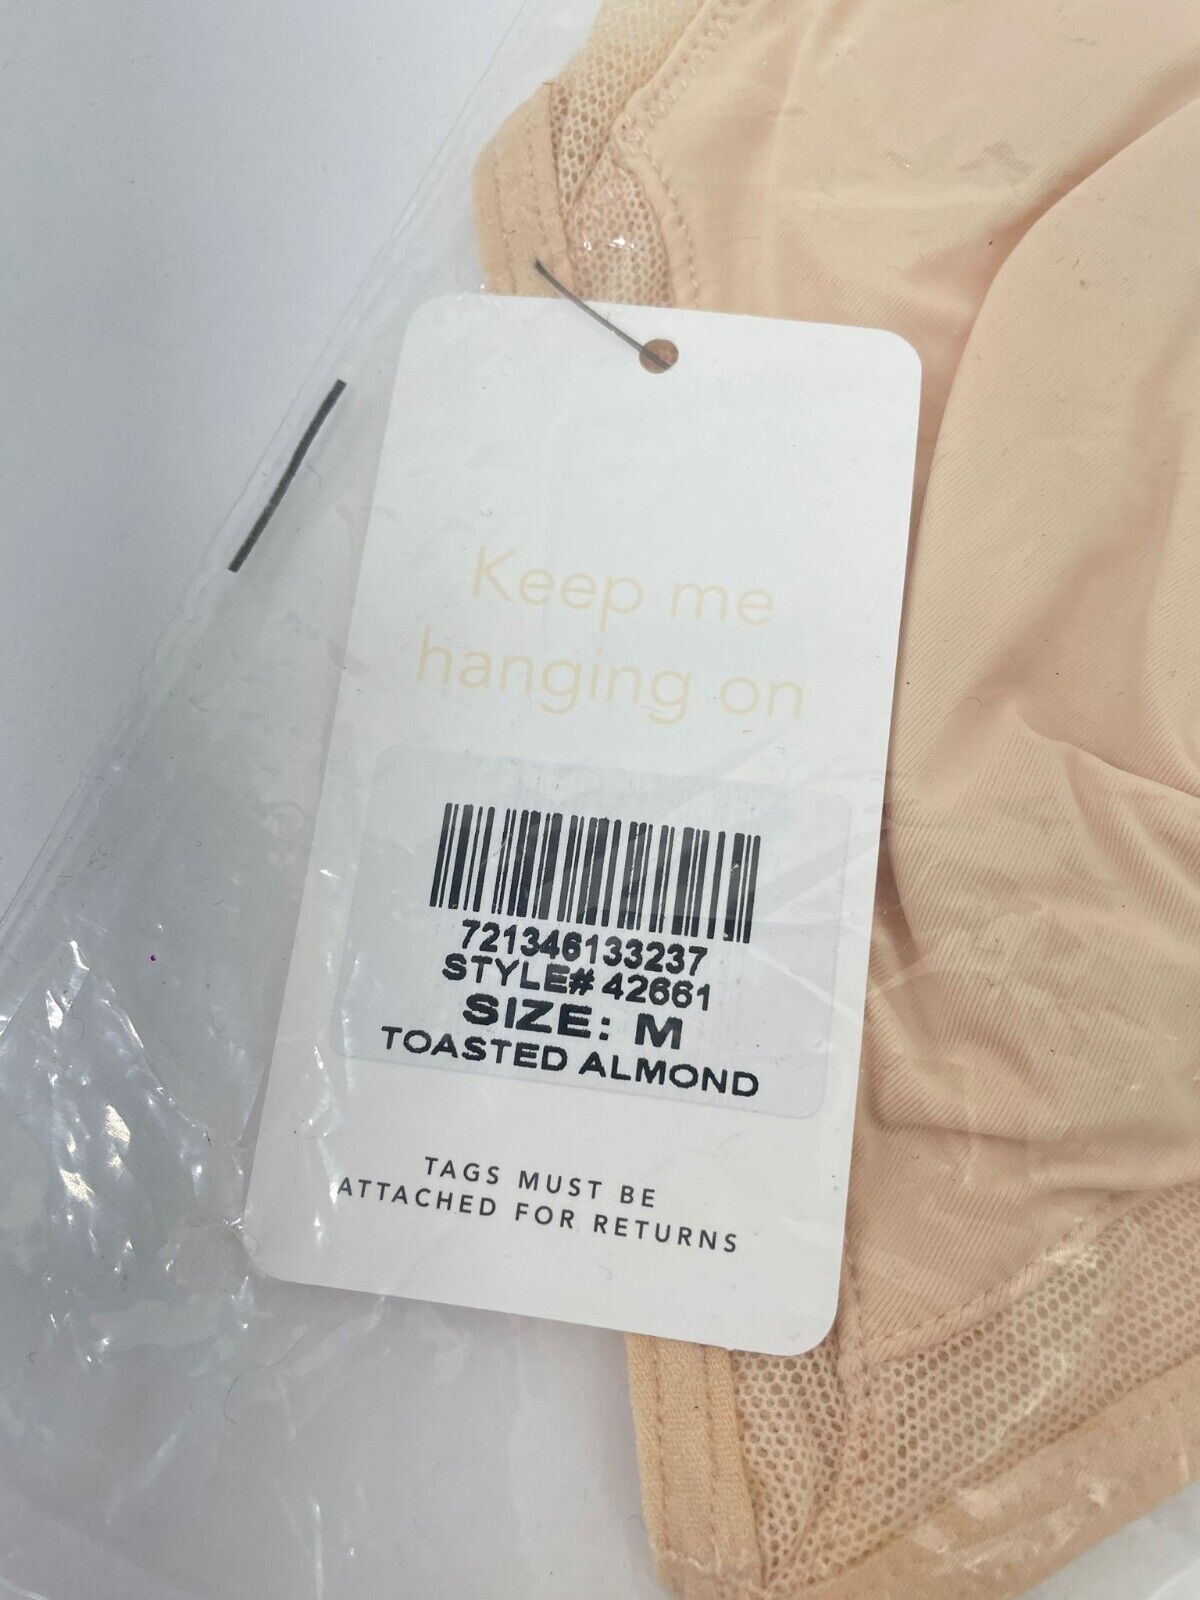 Keep me
hanging on
721346133237
STYLE# 42661
SIZE: M
TOASTED ALMOND
TAGS MUST BE
ATTACHED FOR RETURNS